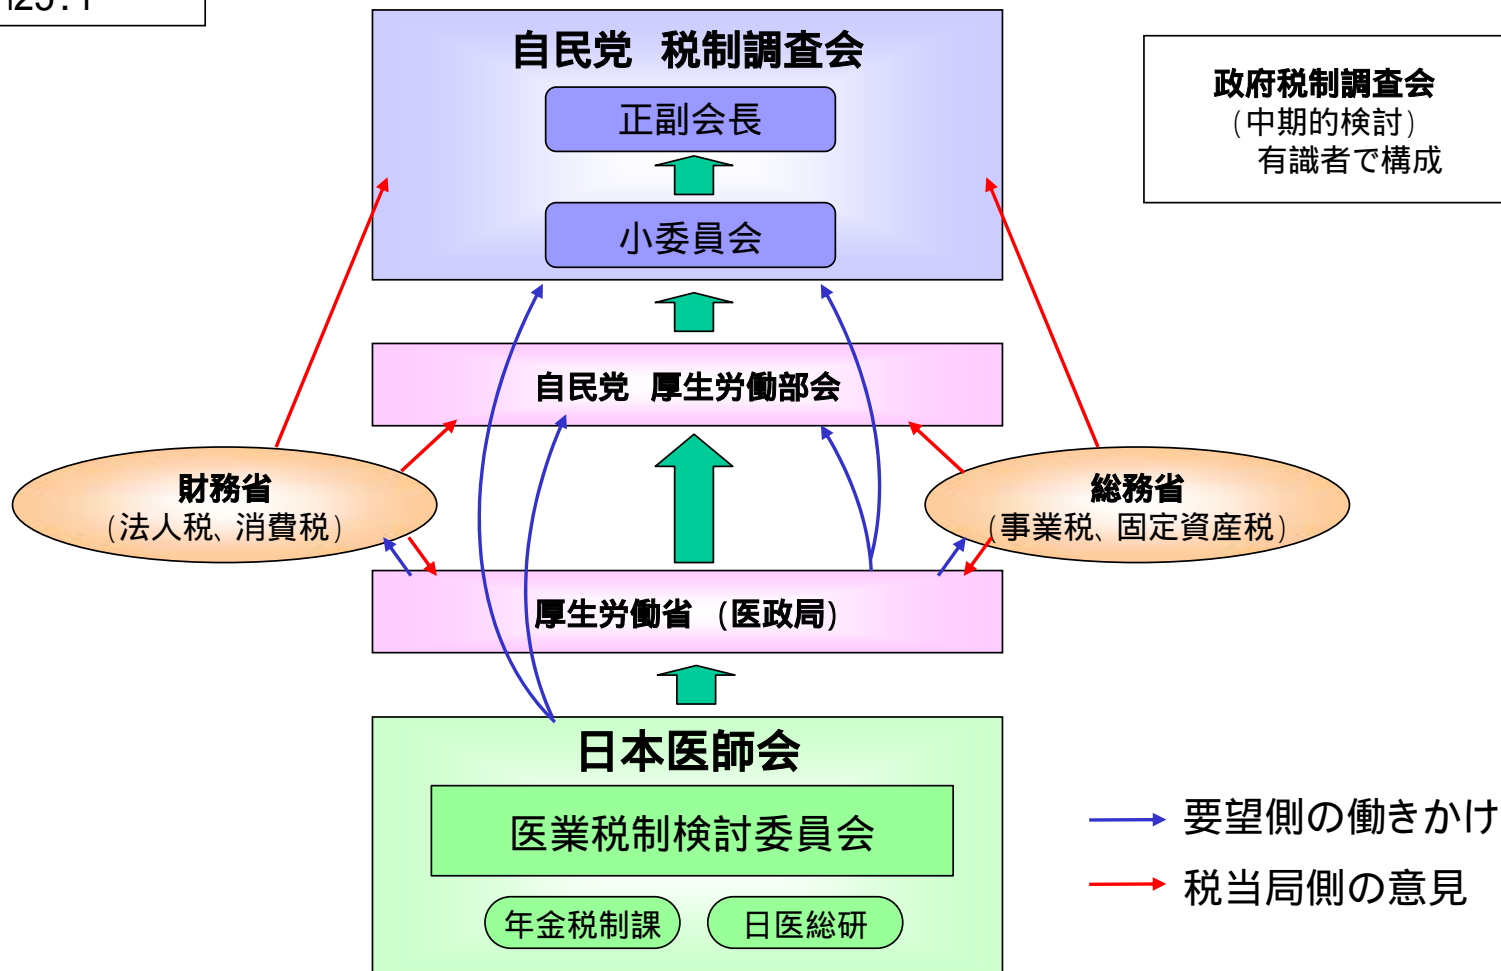 自民党 税制調査会
正副会長
小委員会
政府税制調査会
(中期的検討)
有識者で構成
自民党 厚生労働部会
財務省
(法人税、消費税)
総務省
(事業税、固定資産税)
厚生労働省 (医政局)
日本医師会
医業税制検討委員会
年金税制課
日医総研
要望側の働きかけ
税当局側の意見